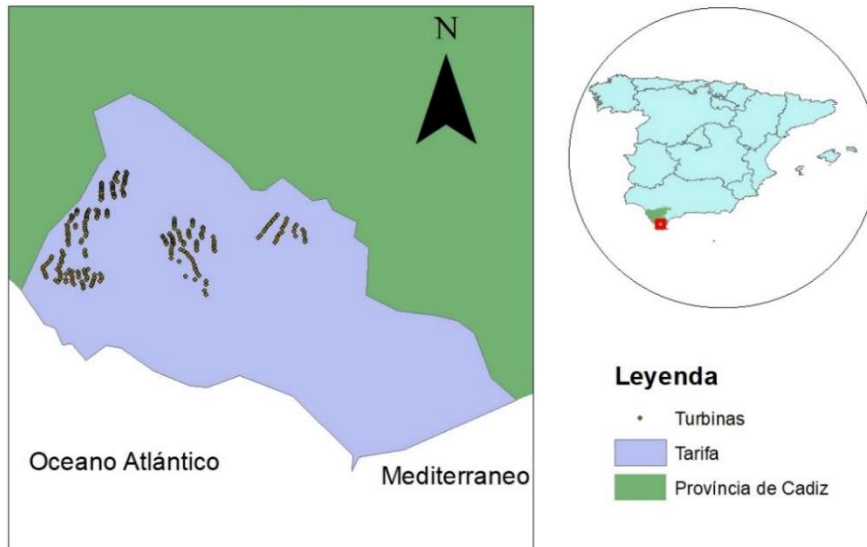 N
Oceano Atlántico
Mediterraneo
Leyenda
Turbinas
Tarifa
Província de Cadiz